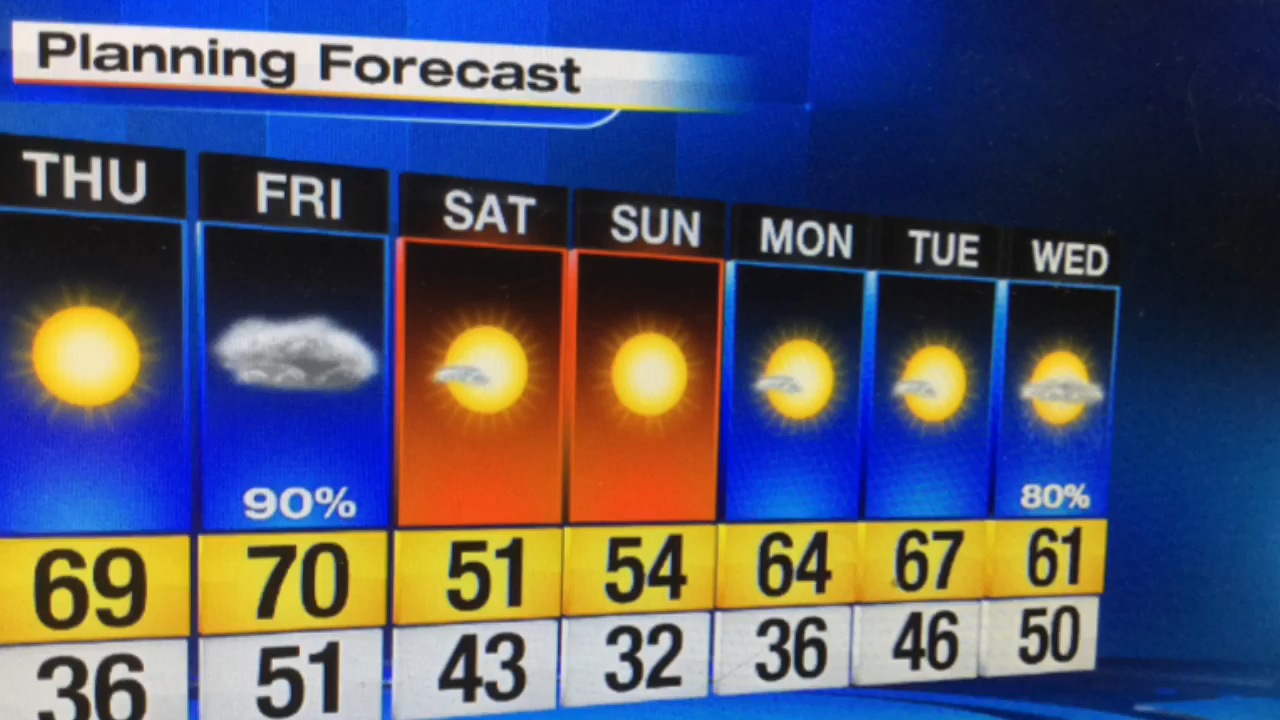 Planning Forecast
THU FRI SAT SUN MON TUE WED
90% 80%
69 70 51 54 64 67 61
36 51 43 32 36 46 50